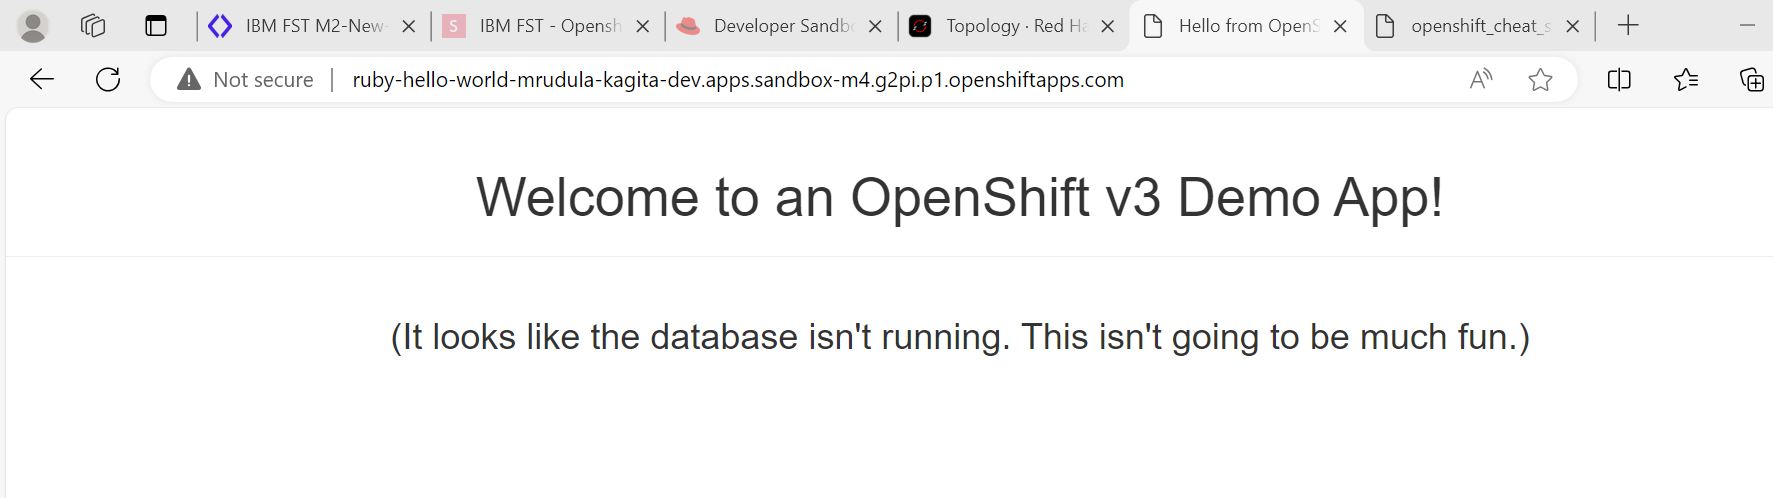 IBM FST M2-New-
S
IBM FST - Opensh
Developer Sandbo
Topology · Red Ha
Hello from OpenS
openshift_cheat_s
Not secure
ruby-hello-world-mrudula-kagita-dev.apps.sandbox-m4.g2pi.p1.openshiftapps.com
A
Welcome to an OpenShift v3 Demo App!
(It looks like the database isn't running. This isn't going to be much fun.)